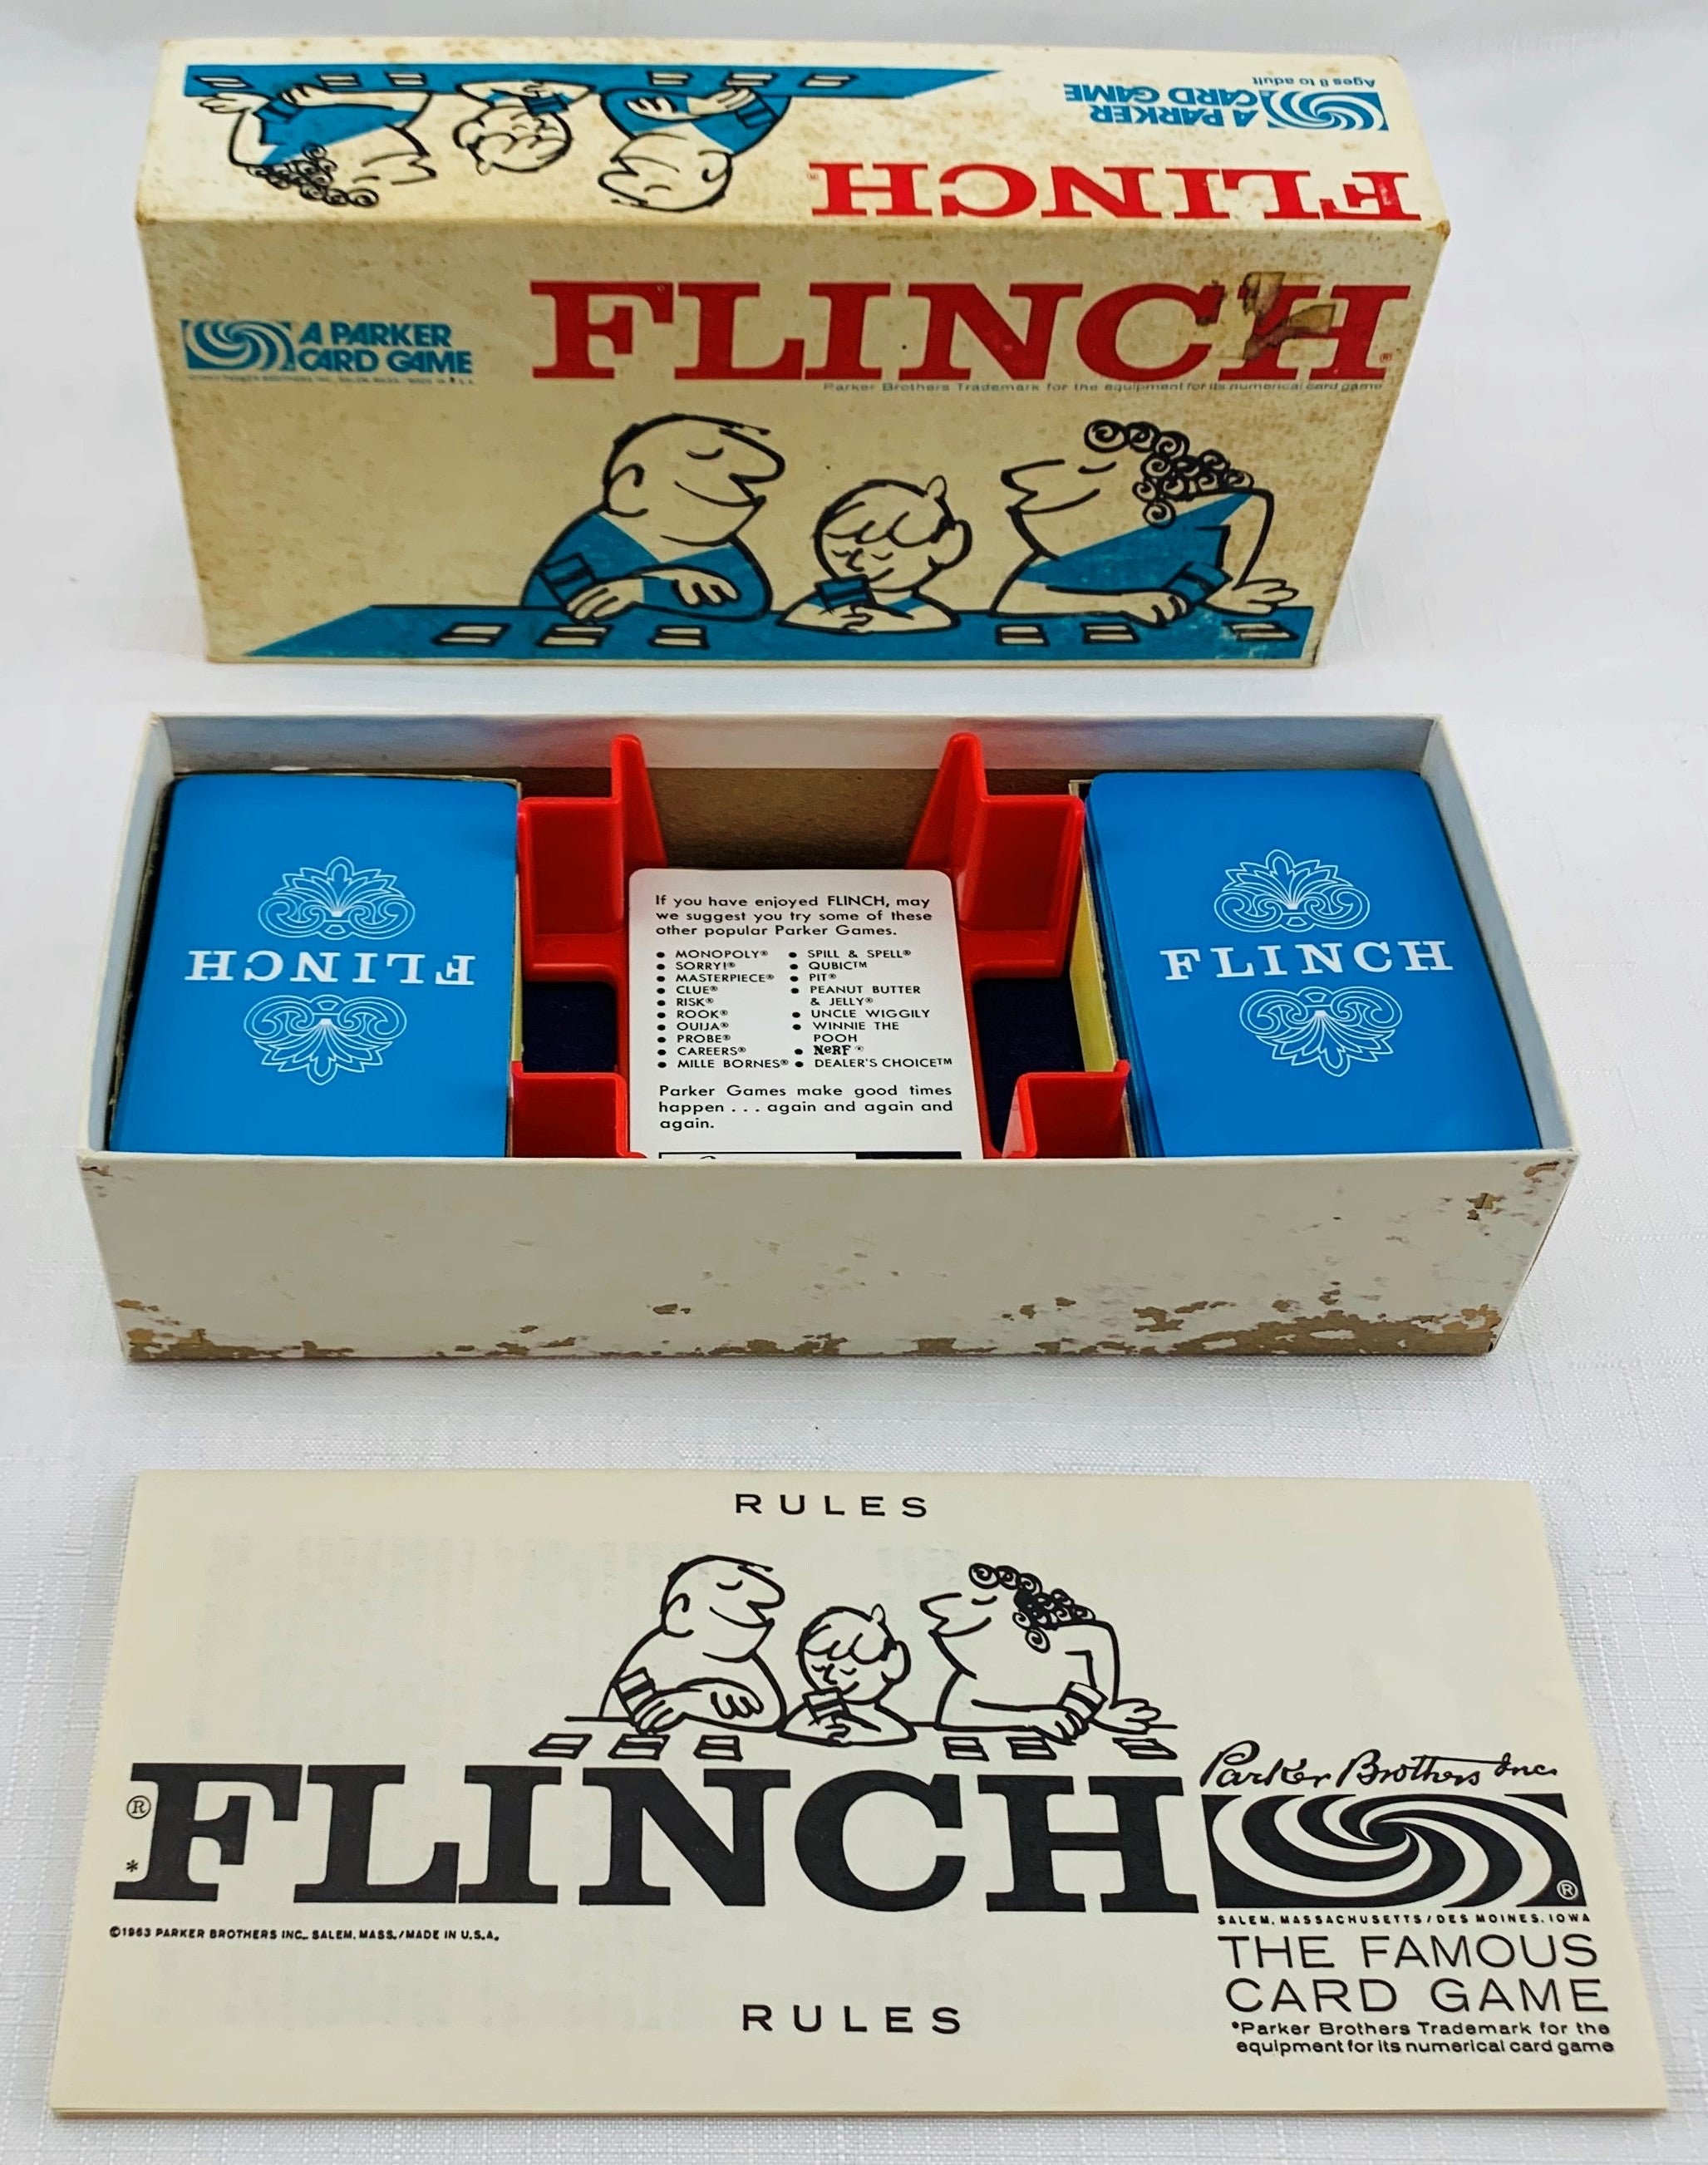 Ages 8 to adult
A PARKER
CARD GAME
FLINCH
A PARKER
CARD GAME
FLINCH®
Parker Brothers Trademark for the equipment for its numerical card game
FLINCH
FLINCH
If you have enjoyed FLINCH, may
we suggest you try some of these
other popular Parker Games.
• MONOPOLY®
• SORRY!®
• MASTERPIECE®
• CLUE®
• RISK®
• ROOK®
• OUIJA®
• PROBE®
• CAREERS®
• MILLE BORNES®
• SPILL & SPELL®
• QUBIC™
• PIT®
• PEANUT BUTTER
& JELLY®
• UNCLE WIGGILY
• WINNIE THE
POOH
• NERF®
• DEALER'S CHOICE™
Parker Games make good times
happen . . . again and again and
again.
RULES
®
*
FLINCH
©1963 PARKER BROTHERS INC., SALEM, MASS./MADE IN U.S.A.
Parker Brothers Inc.
®
SALEM, MASSACHUSETTS/DES MOINES, IOWA
THE FAMOUS
CARD GAME
*Parker Brothers Trademark for the
equipment for its numerical card game
RULES